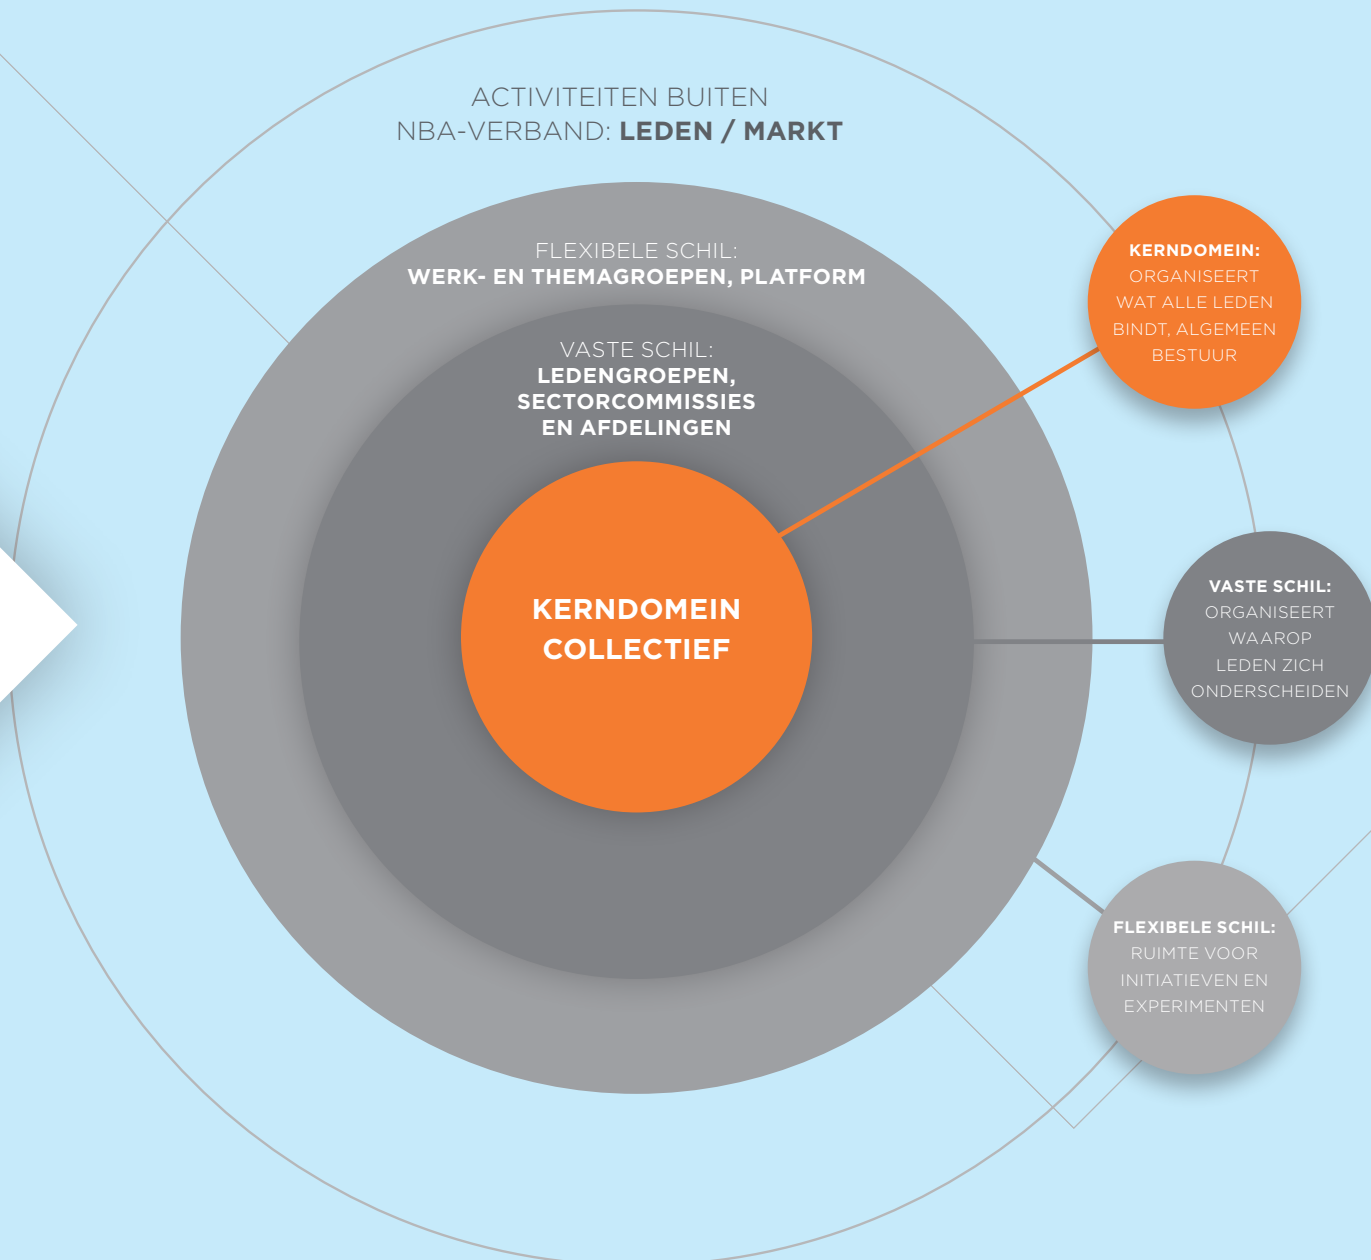 ACTIVITEITEN BUITEN
NBA-VERBAND: LEDEN / MARKT
FLEXIBELE SCHIL:
WERK- EN THEMAGROEPEN, PLATFORM
VASTE SCHIL:
LEDENGROEPEN,
SECTORCOMMISSIES
EN AFDELINGEN
KERNDOMEIN
COLLECTIEF
KERNDOMEIN:
ORGANISEERT
WAT ALLE LEDEN
BINDT, ALGEMEEN
BESTUUR
VASTE SCHIL:
ORGANISEERT
WAAROP
LEDEN ZICH
ONDERSCHEIDEN
FLEXIBELE SCHIL:
RUIMTE VOOR
INITIATIEVEN EN
EXPERIMENTEN